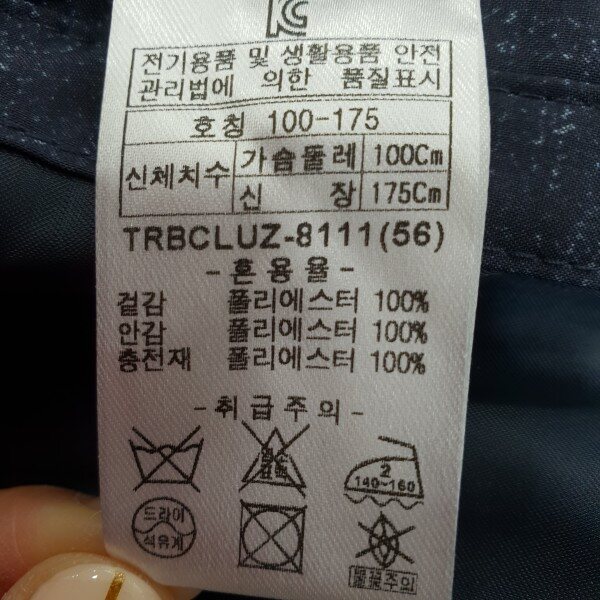 전기용품 및 생활용품 안전
관리법에 의한 품질표시
호칭 100-175
신체치수 가슴둘레 100Cm
신 장 175Cm
TRBCLUZ-8111(56)
- 혼 용 율 -
겉감 폴리에스터 100%
안감 폴리에스터 100%
충전재 폴리에스터 100%
- 취 급 주 의 -
염소
표백
2
140~160
드라이
석유계
불꽃주의